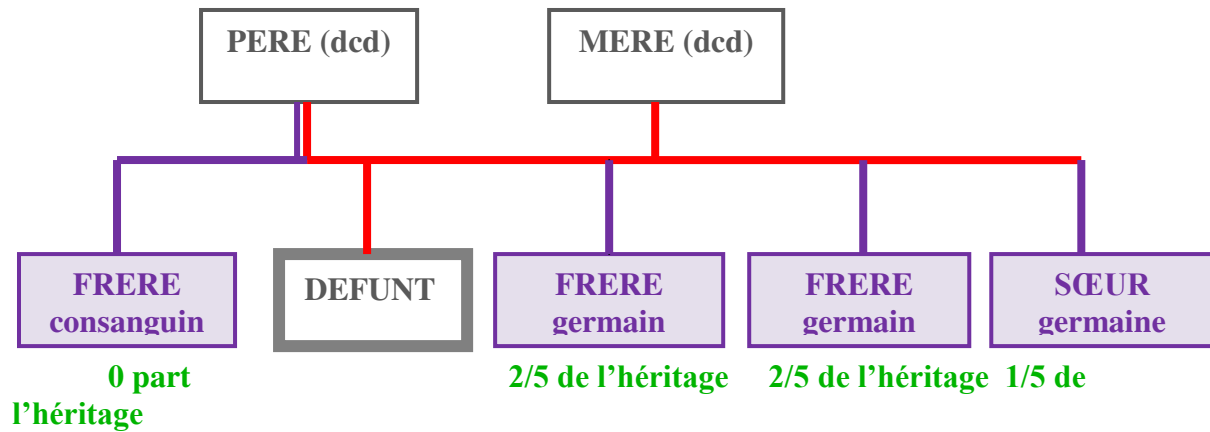 PERE (dcd) MERE (dcd)
FRERE consanguin
DEFUNT
FRERE germain
FRERE germain
SŒUR germaine
0 part 2/5 de l’héritage 2/5 de l’héritage 1/5 de
l’héritage